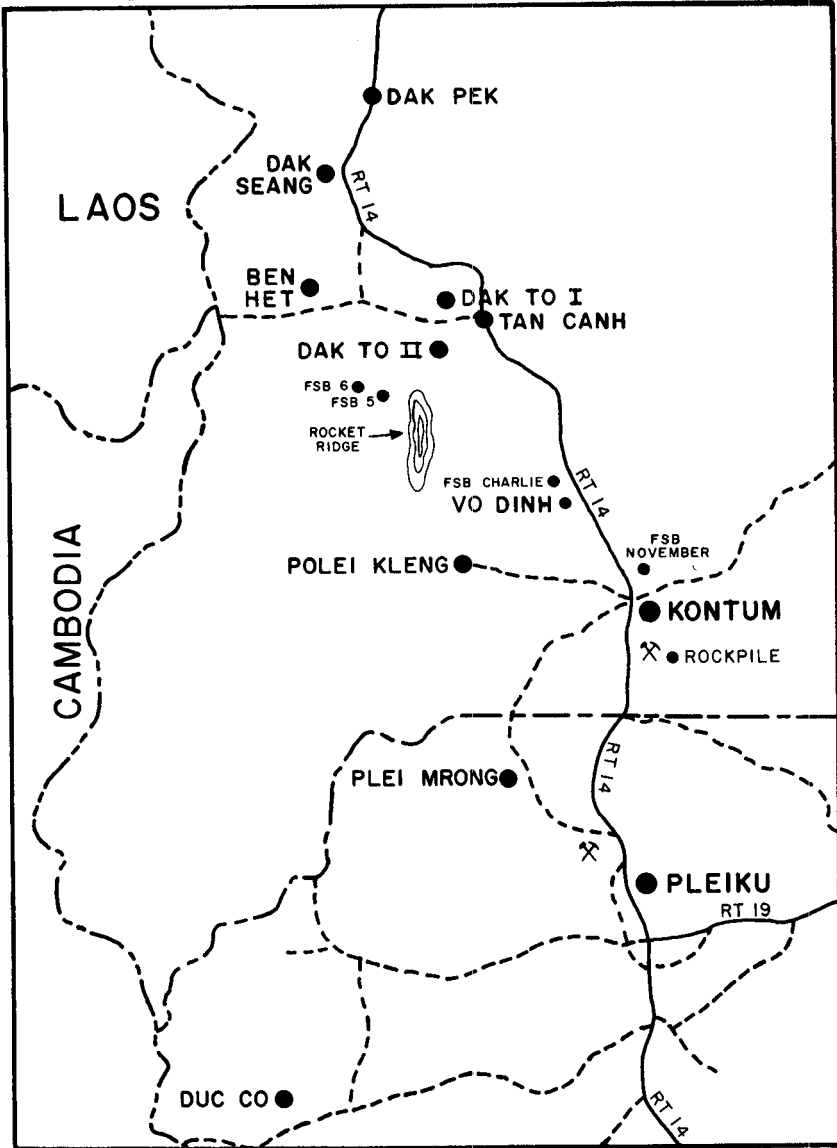 DAK PEK
DAK
SEANG
RT 14
LAOS
BEN
HET
DAK TO I
TAN CANH
DAK TO II
FSB 6
FSB 5
ROCKET
RIDGE
FSB CHARLIE
RT 14
VO DINH
FSB
NOVEMBER
POLEI KLENG
CAMBODIA
KONTUM
ROCKPILE
RT 14
PLEI MRONG
PLEIKU
RT 19
DUC CO
RT 14